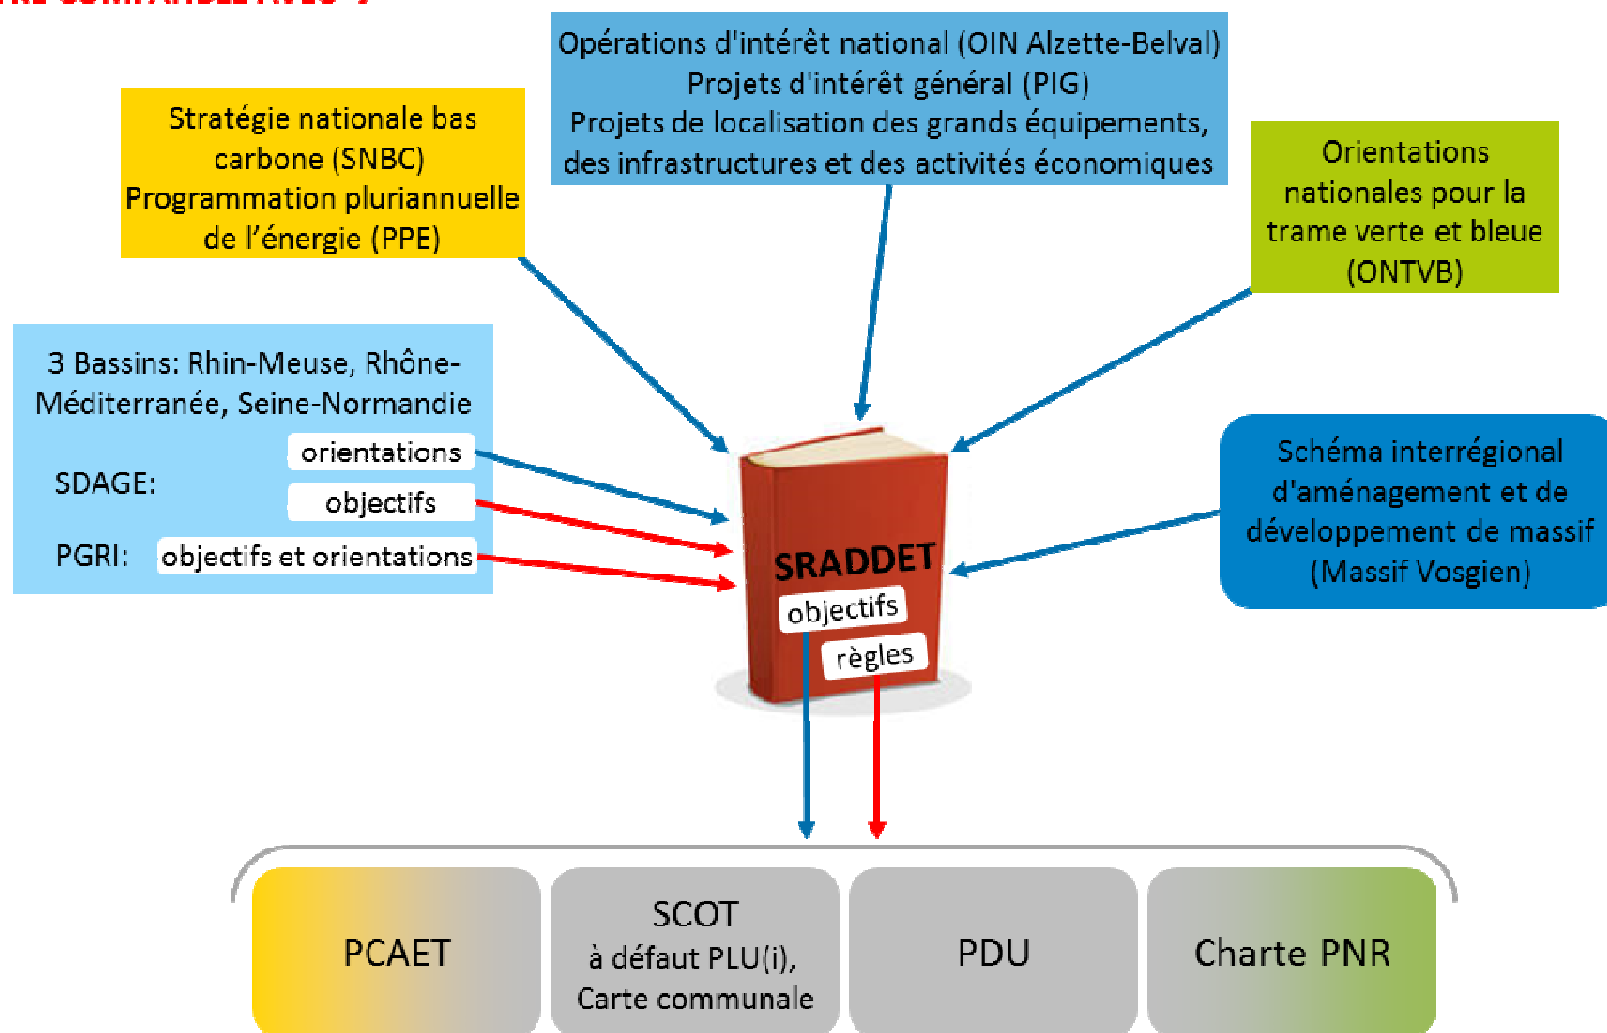 Opérations d'intérêt national (OIN Alzette-Belval)
Projets d'intérêt général (PIG)
Projets de localisation des grands équipements,
des infrastructures et des activités économiques
Stratégie nationale bas
carbone (SNBC)
Programmation pluriannuelle
de l’énergie (PPE)
Orientations
nationales pour la
trame verte et bleue
(ONTVB)
3 Bassins: Rhin-Meuse, Rhône-
Méditerranée, Seine-Normandie
SDAGE:
orientations
objectifs
PGRI:
objectifs et orientations
Schéma interrégional
d'aménagement et de
développement de massif
(Massif Vosgien)
SRADDET
objectifs
règles
PCAET
SCOT
à défaut PLU(i),
Carte communale
PDU
Charte PNR